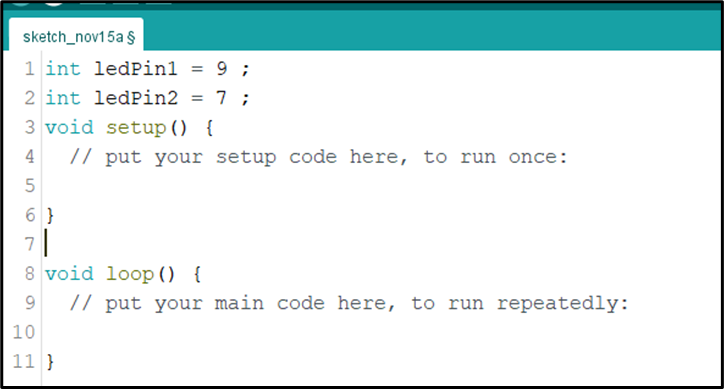 sketch_nov15a §
1 int ledPin1 = 9 ;
2 int ledPin2 = 7 ;
3 void setup() {
4   // put your setup code here, to run once:
5
6 }
7
8 void loop() {
9   // put your main code here, to run repeatedly:
10
11 }